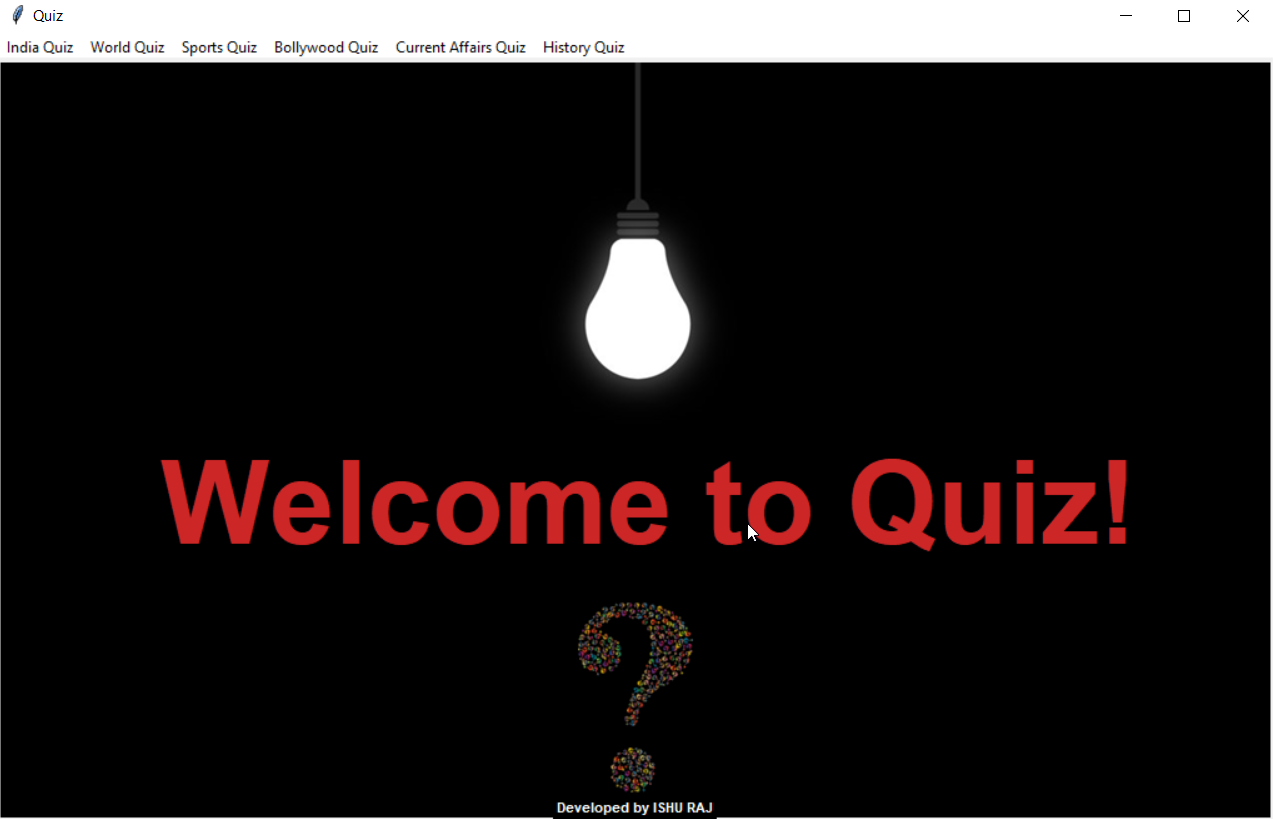 Quiz
India Quiz World Quiz Sports Quiz Bollywood Quiz Current Affairs Quiz History Quiz
Welcome to Quiz!
?
Developed by ISHU RAJ